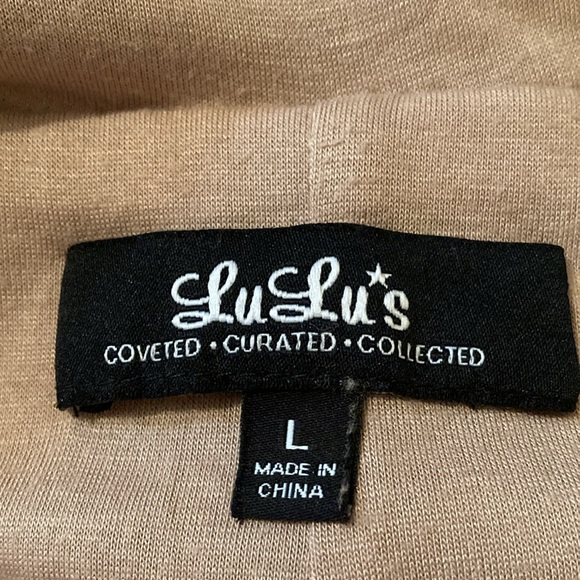 LuLu's
COVETED • CURATED • COLLECTED
L
MADE IN
CHINA